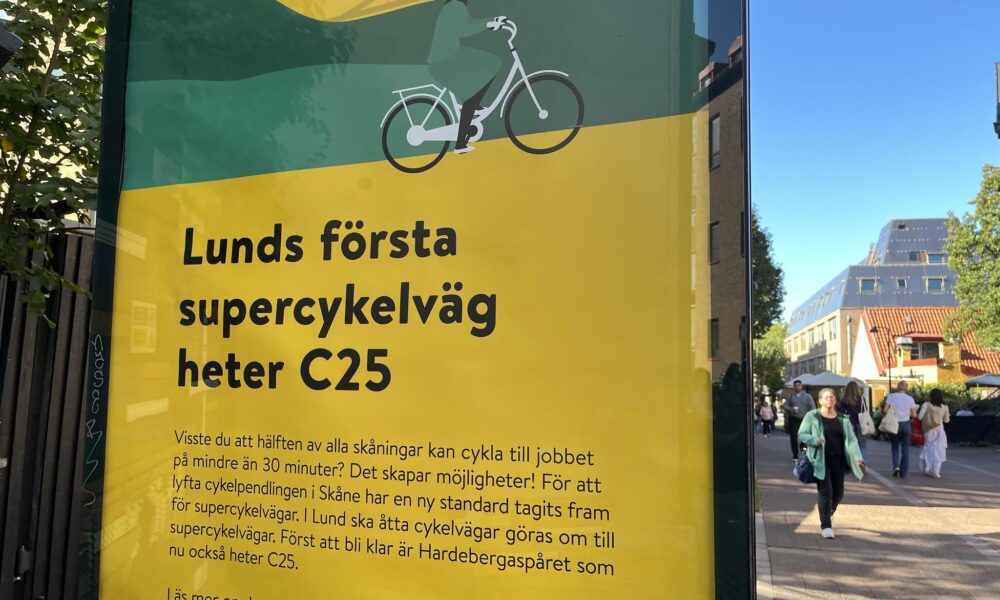 Lunds första
supercykelväg
heter C25
Visste du att hälften av alla skåningar kan cykla till jobbet
på mindre än 30 minuter? Det skapar möjligheter! För att
lyfta cykelpendlingen i Skåne har en ny standard tagits fram
för supercykelvägar. I Lund ska åtta cykelvägar göras om till
supercykelvägar. Först att bli klar är Hardebergaspåret som
nu också heter C25.
Läs mer